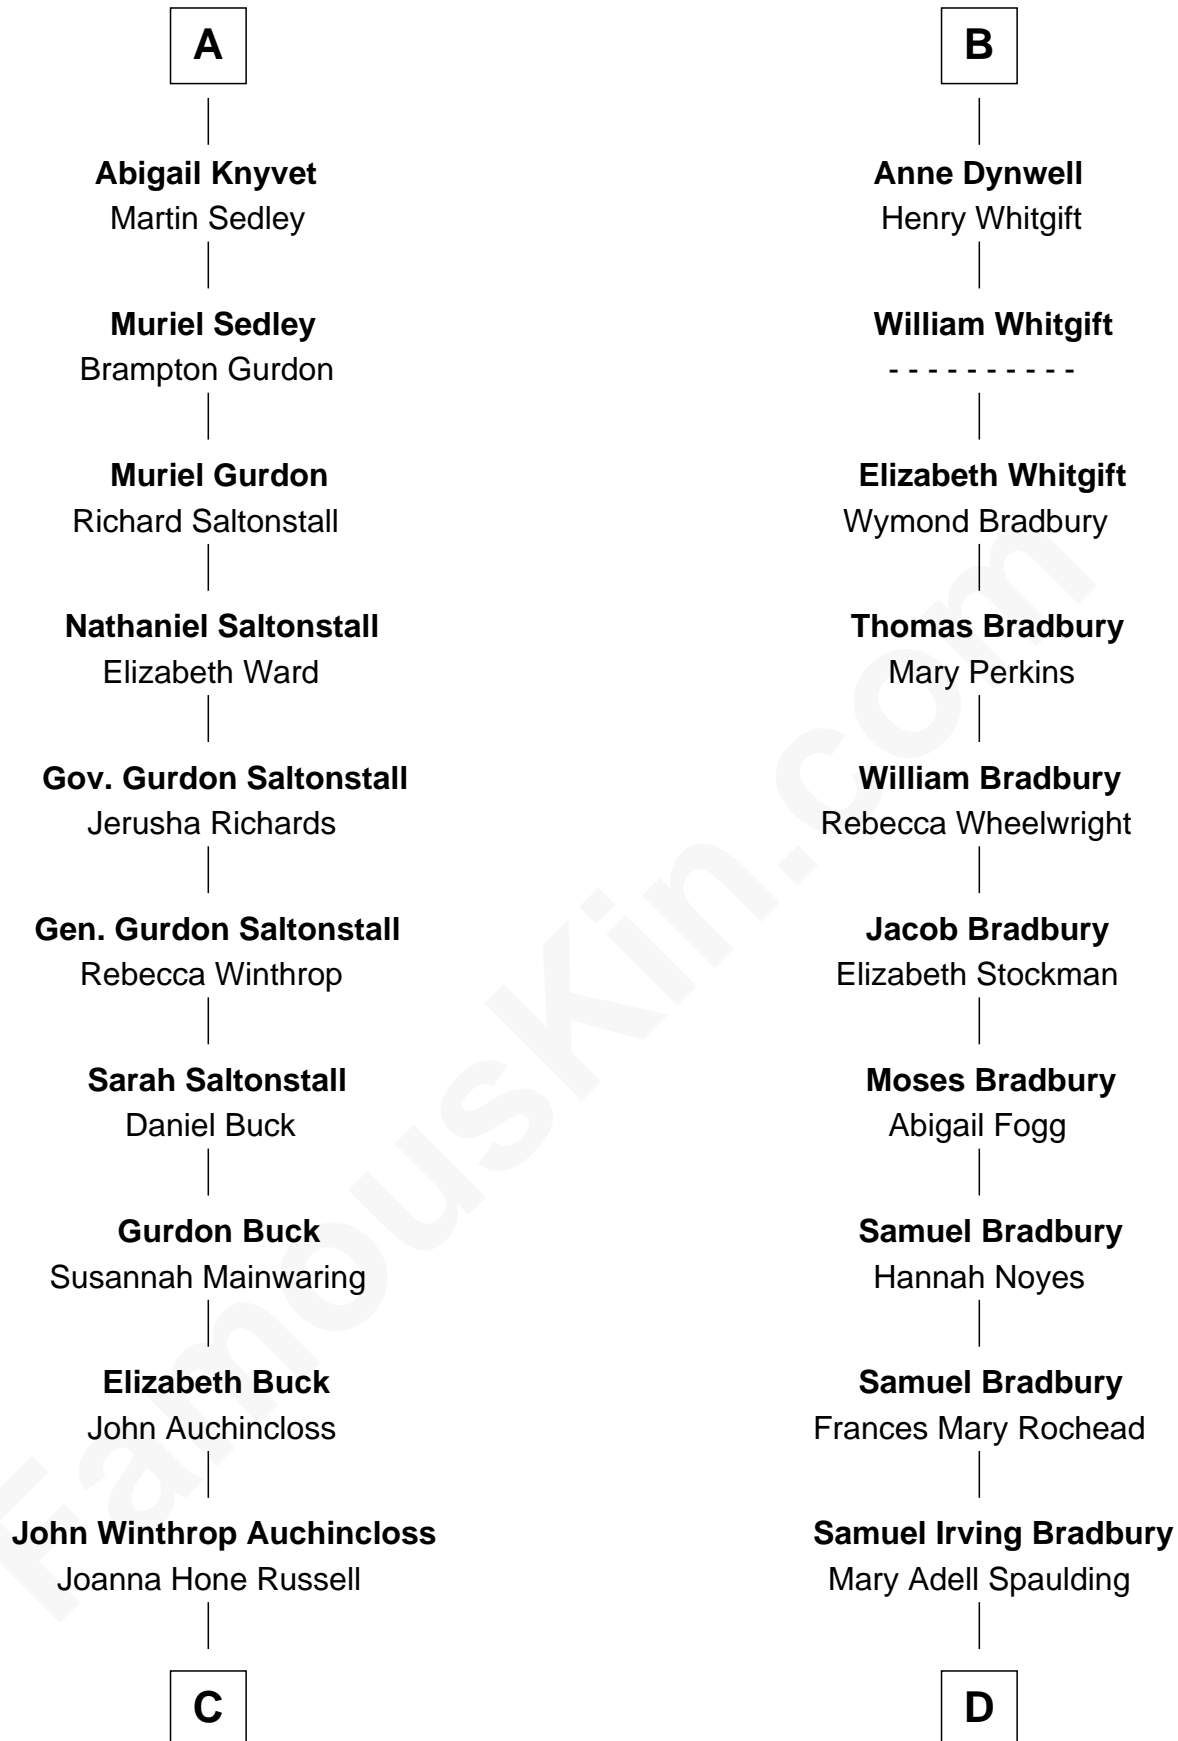 A
Abigail Knyvet
Martin Sedley
Muriel Sedley
Brampton Gurdon
Muriel Gurdon
Richard Saltonstall
Nathaniel Saltonstall
Elizabeth Ward
Gov. Gurdon Saltonstall
Jerusha Richards
Gen. Gurdon Saltonstall
Rebecca Winthrop
Sarah Saltonstall
Daniel Buck
Gurdon Buck
Susannah Mainwaring
Elizabeth Buck
John Auchincloss
John Winthrop Auchincloss
Joanna Hone Russell
C
B
Anne Dynwell
Henry Whitgift
William Whitgift
- - - - - - - - - -
Elizabeth Whitgift
Wymond Bradbury
Thomas Bradbury
Mary Perkins
William Bradbury
Rebecca Wheelwright
Jacob Bradbury
Elizabeth Stockman
Moses Bradbury
Abigail Fogg
Samuel Bradbury
Hannah Noyes
Samuel Bradbury
Frances Mary Rochead
Samuel Irving Bradbury
Mary Adell Spaulding
D
FamousKin.com